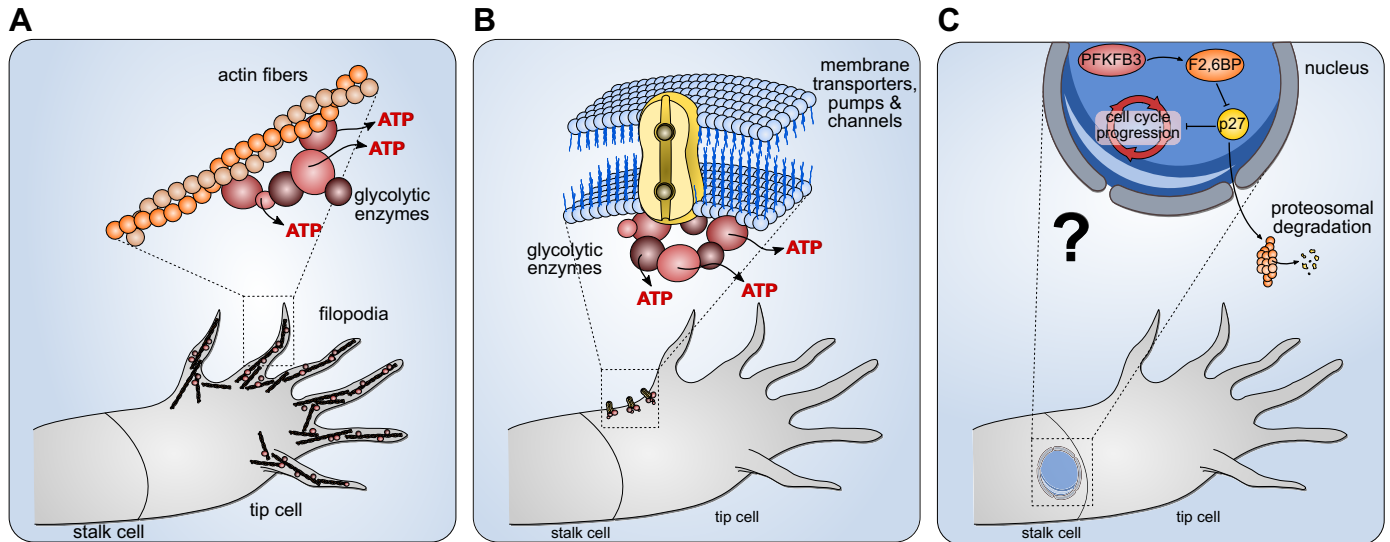 A
actin fibers
ATP
ATP
glycolytic
enzymes
ATP
filopodia
tip cell
stalk cell
B
membrane
transporters,
pumps &
channels
glycolytic
enzymes
ATP
ATP
ATP
tip cell
stalk cell
C
PFKFB3
F2,6BP
nucleus
cell cycle
progression
p27
?
proteosomal
degradation
tip cell
stalk cell